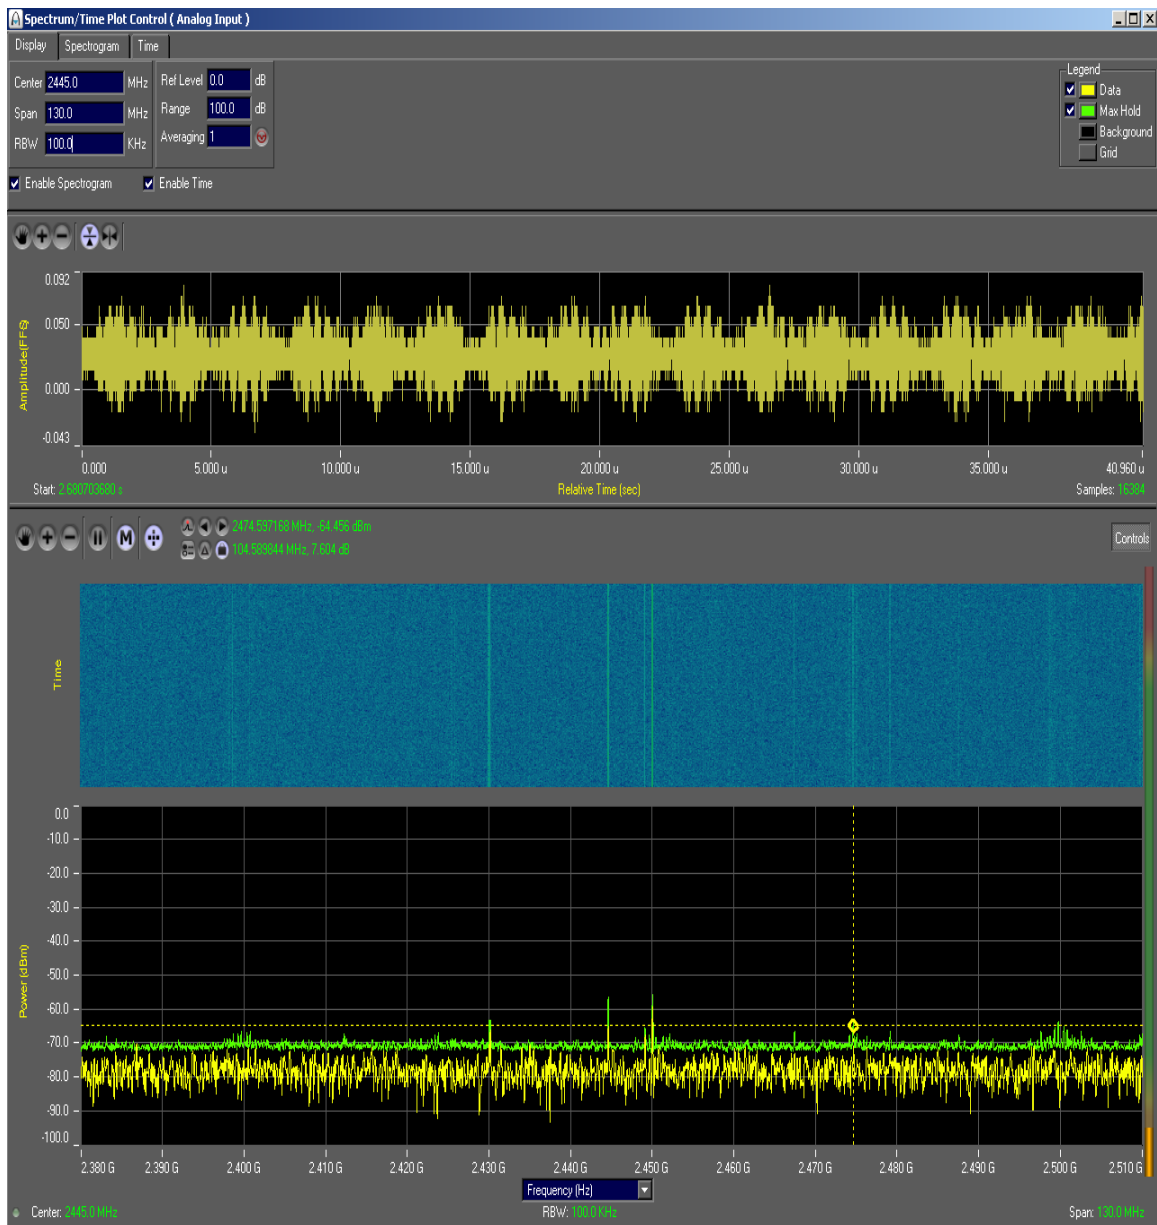 Spectrum/Time Plot Control ( Analog Input )
Display Spectrogram Time
Center 2445.0 MHz
Span 130.0 MHz
RBW 100.0 KHz
Ref Level 0.0 dB
Range 100.0 dB
Averaging 1
Legend
Data
Max Hold
Background
Grid
Enable Spectrogram Enable Time
Amplitude(FFS)
0.092
0.050
0.000
-0.043
0.000 5.000 u 10.000 u 15.000 u 20.000 u 25.000 u 30.000 u 35.000 u 40.960 u
Start: 2.680703680 s Relative Time (sec) Samples: 16384
M
2474.597168 MHz, -64.456 dBm
104.589844 MHz, 7.604 dB
Controls
Time
Power (dBm)
0.0
-10.0
-20.0
-30.0
-40.0
-50.0
-60.0
-70.0
-80.0
-90.0
-100.0
2.380 G 2.390 G 2.400 G 2.410 G 2.420 G 2.430 G 2.440 G 2.450 G 2.460 G 2.470 G 2.480 G 2.490 G 2.500 G 2.510 G
Frequency (Hz)
Center: 2445.0 MHz RBW: 100.0 KHz Span: 130.0 MHz